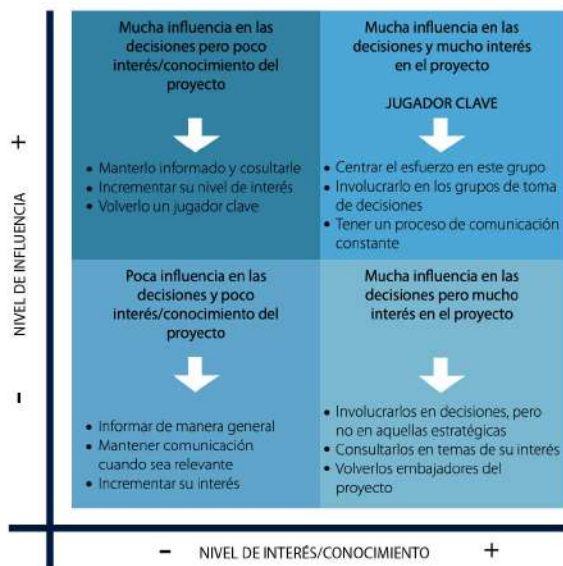 Mucha influencia en las
decisiones pero poco
interés/conocimiento del
proyecto
• Manterlo informado y cosultarle
• Incrementar su nivel de interés
• Volverlo un jugador clave
Mucha influencia en las
decisiones y mucho interés
en el proyecto
JUGADOR CLAVE
• Centrar el esfuerzo en este grupo
• Involucrarlo en los grupos de toma
de decisiones
• Tener un proceso de comunicación
constante
Poca influencia en las
decisiones y poco
interés/conocimiento del
proyecto
• Informar de manera general
• Mantener comunicación
cuando sea relevante
• Incrementar su interés
Mucha influencia en las
decisiones pero mucho
interés en el proyecto
• Involucrarlos en decisiones, pero
no en aquellas estratégicas
• Consultarlos en temas de su interés
• Volverlos embajadores del
proyecto
- NIVEL DE INFLUENCIA +
- NIVEL DE INTERÉS/CONOCIMIENTO +